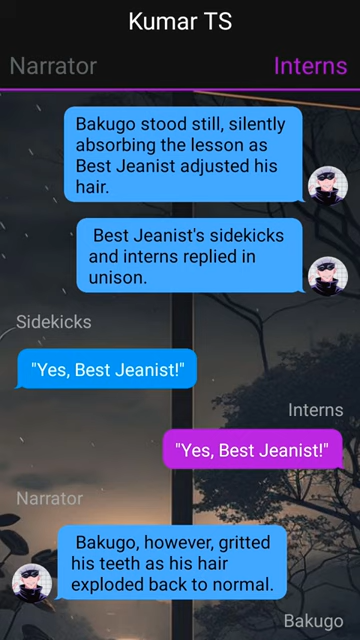 Kumar TS
Narrator
Interns
Bakugo stood still, silently
absorbing the lesson as
Best Jeanist adjusted his
hair.
Best Jeanist's sidekicks
and interns replied in
unison.
Sidekicks
"Yes, Best Jeanist!"
Interns
"Yes, Best Jeanist!"
Narrator
Bakugo, however, gritted
his teeth as his hair
exploded back to normal.
Bakugo